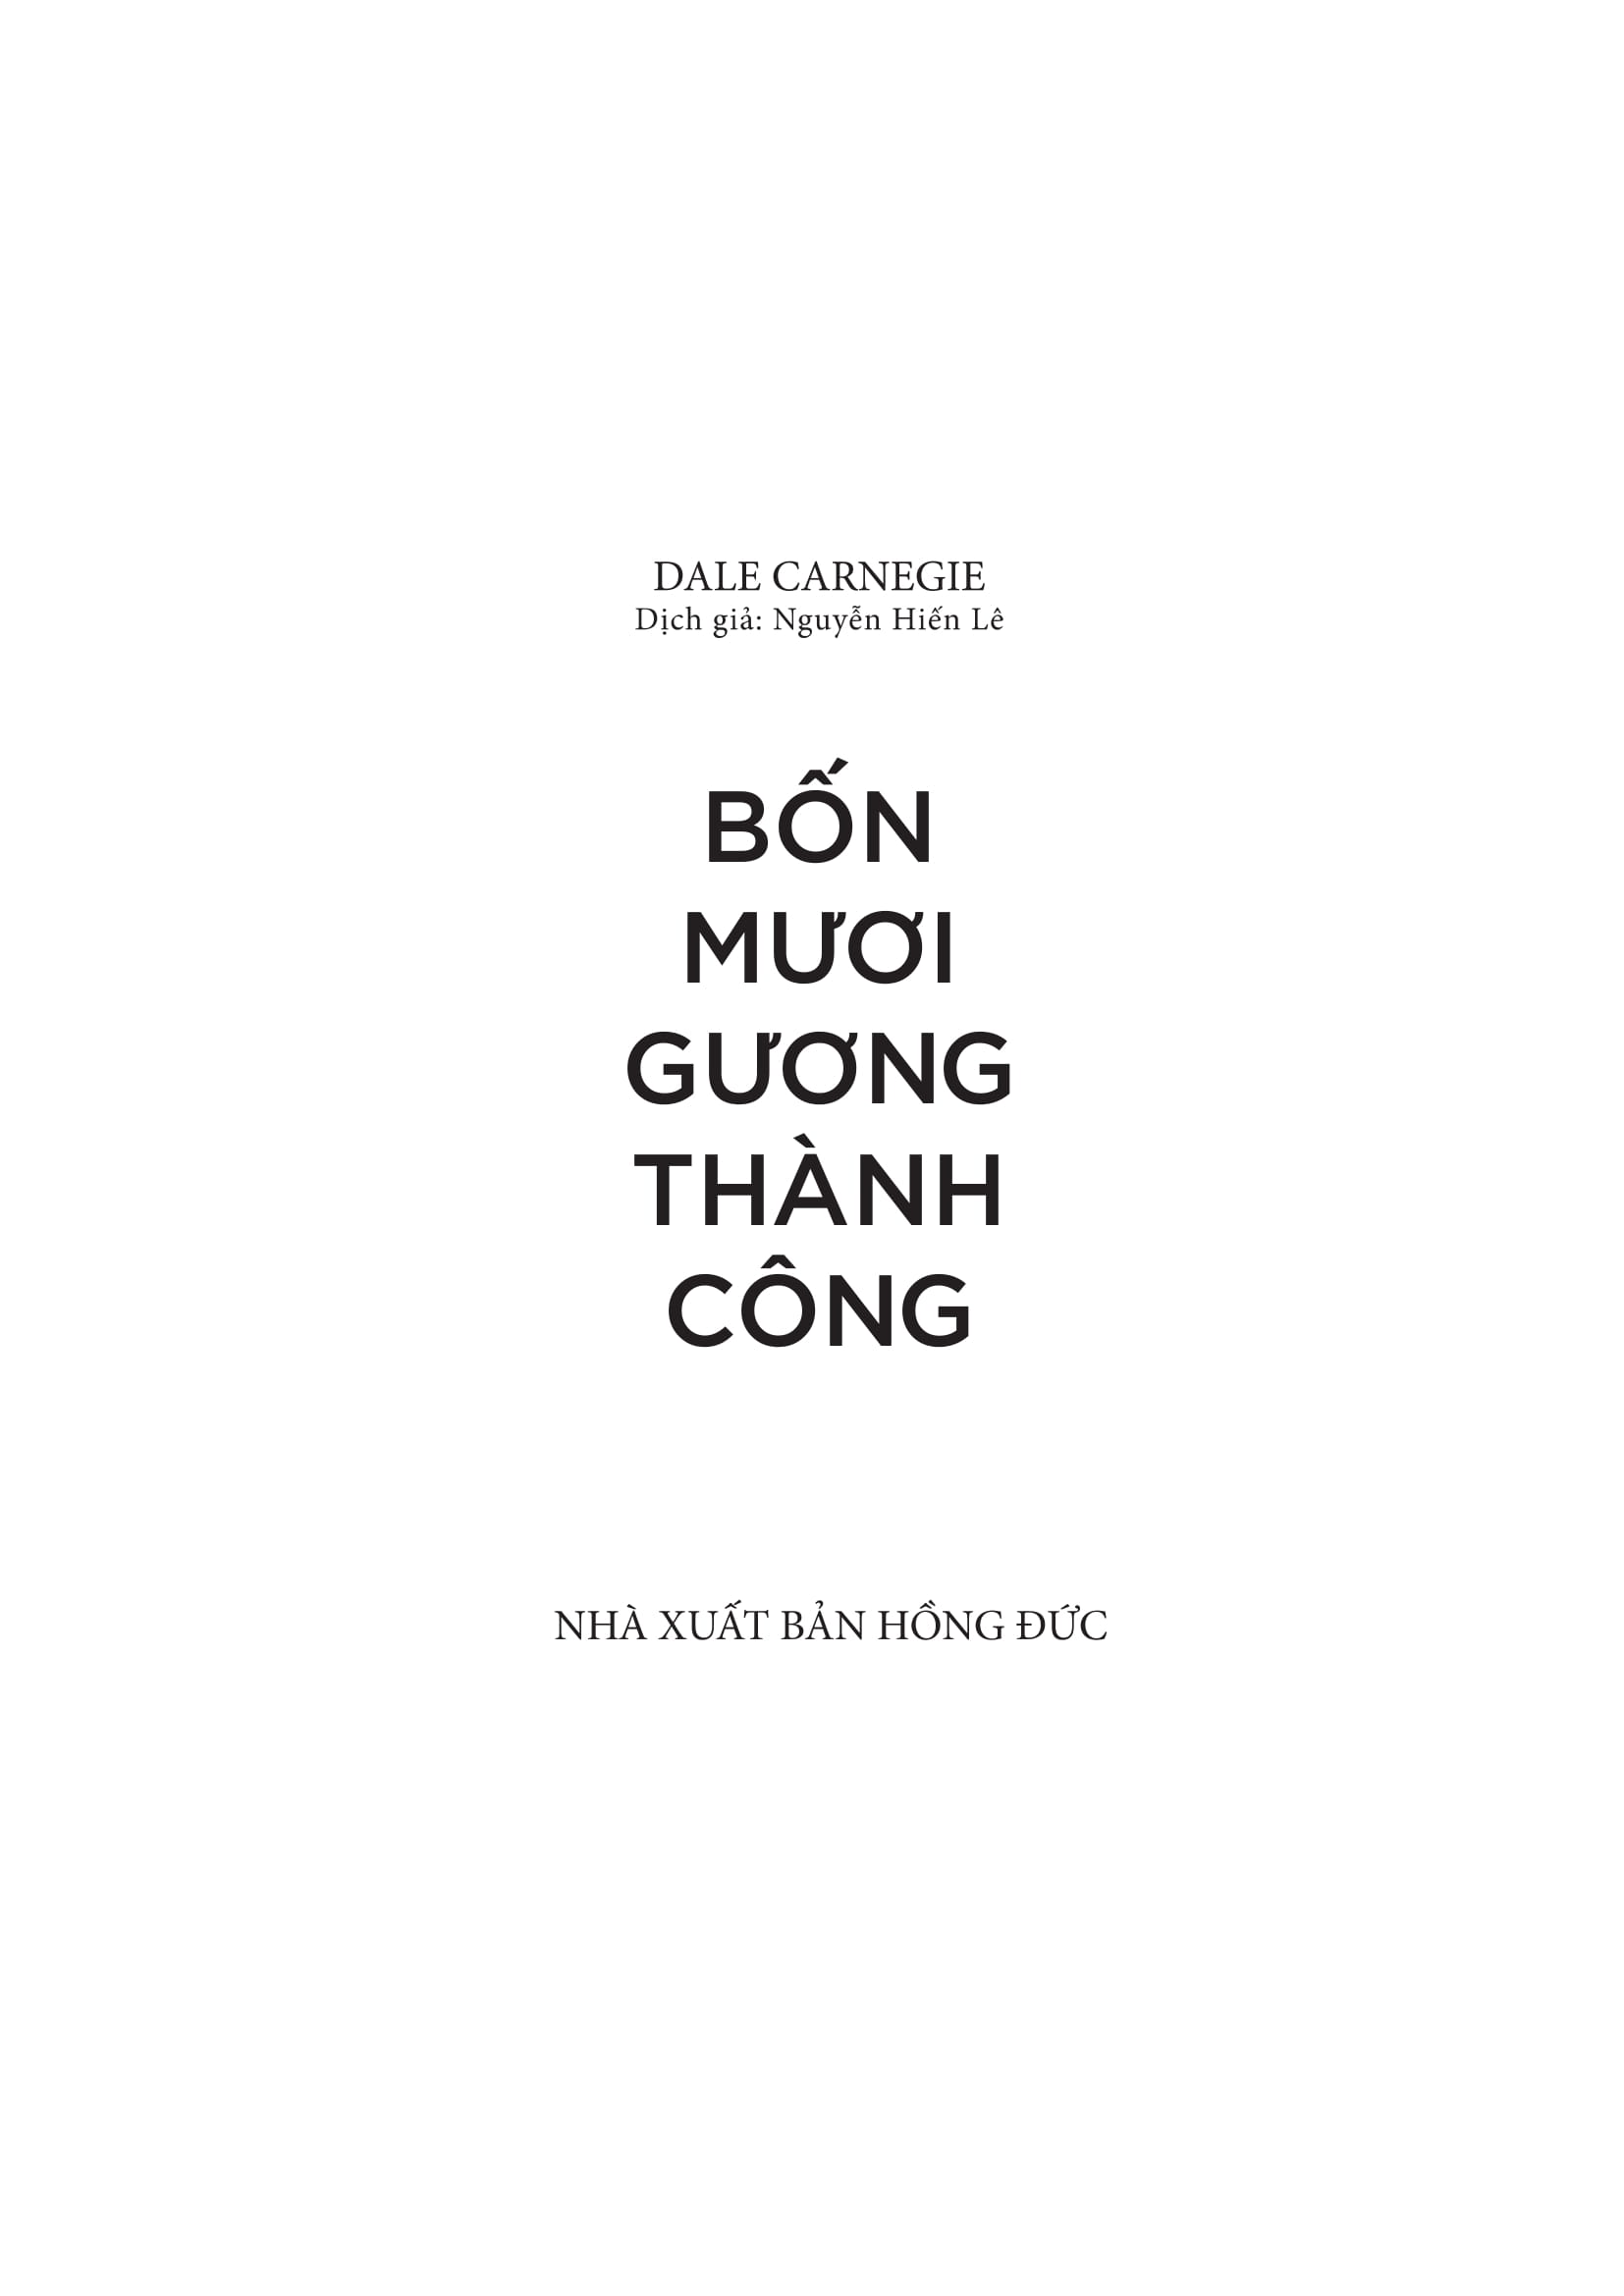 DALE CARNEGIE
Dịch giả: Nguyễn Hiến Lê
BỐN
MƯƠI
GƯƠNG
THÀNH
CÔNG
NHÀ XUẤT BẢN HỒNG ĐỨC